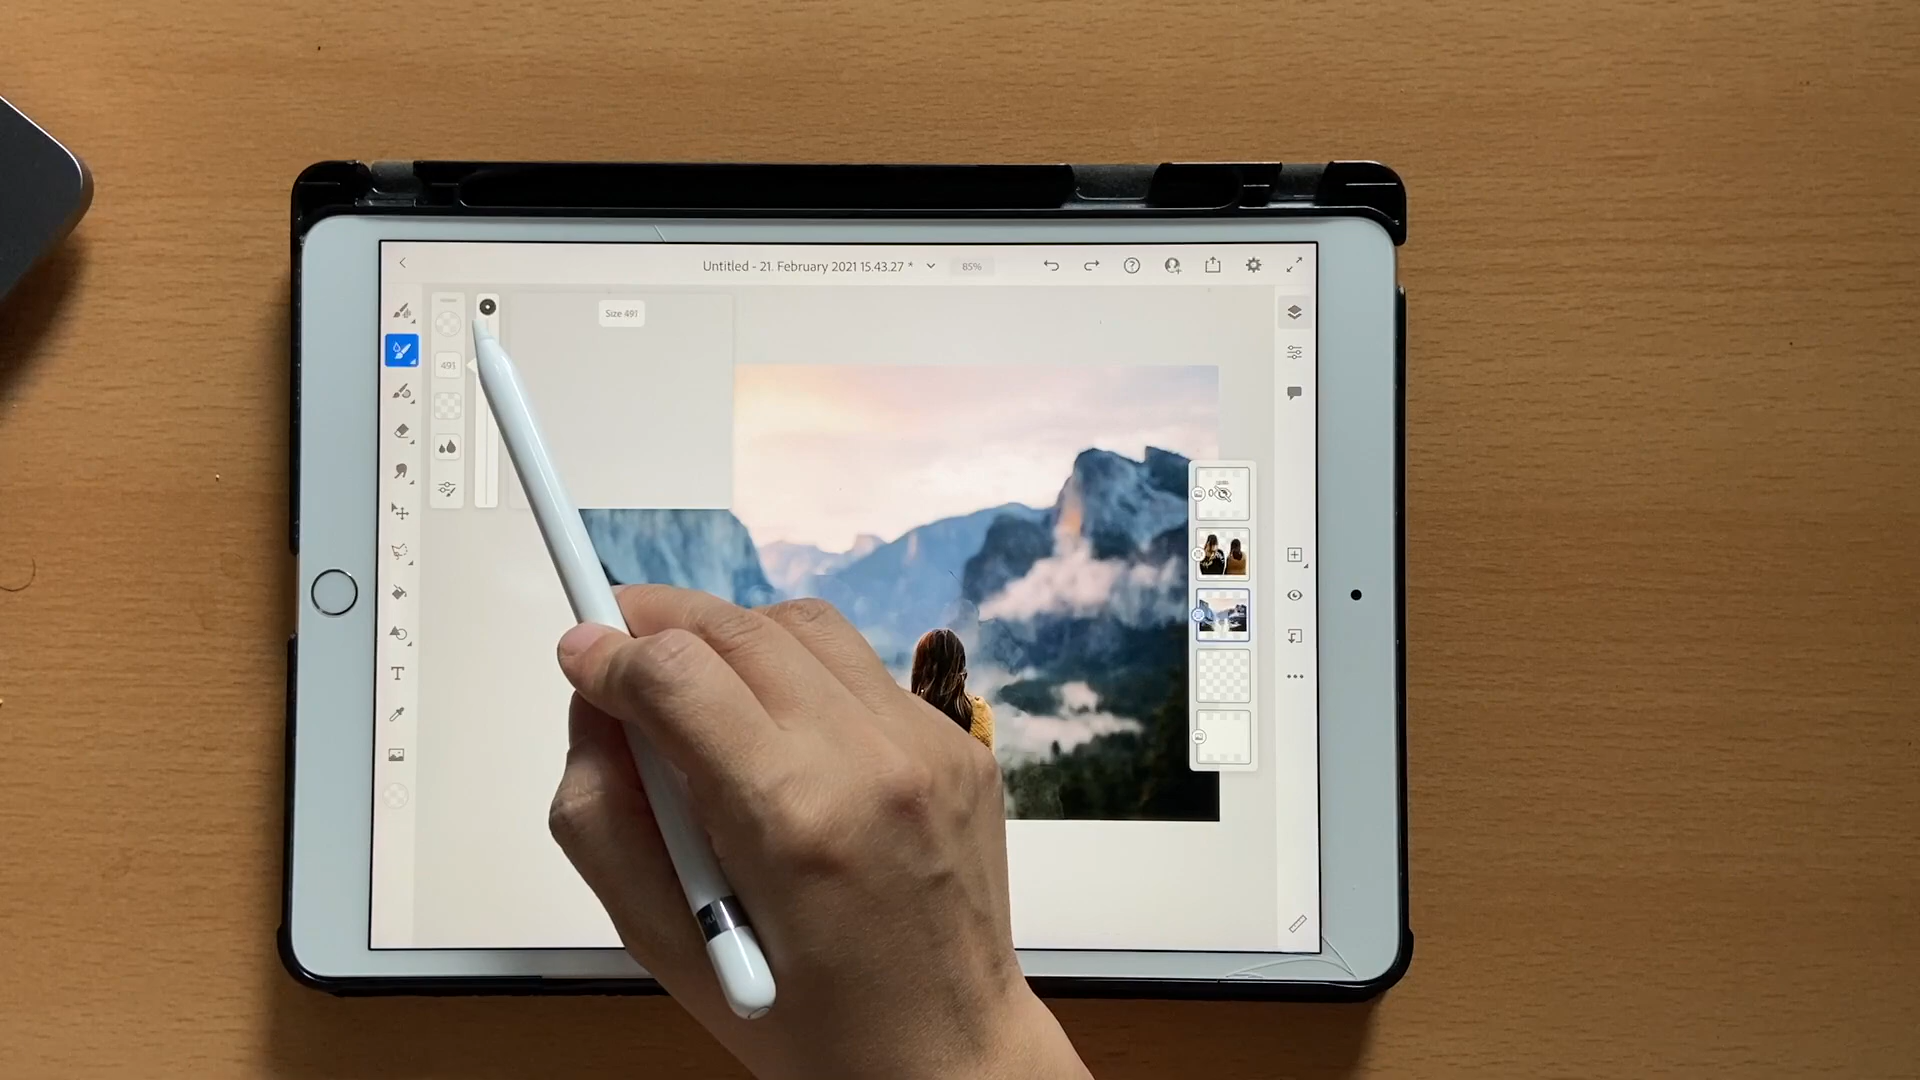 Untitled - 21. February 2021 15.43.27 *
85%
Size 491
491
T